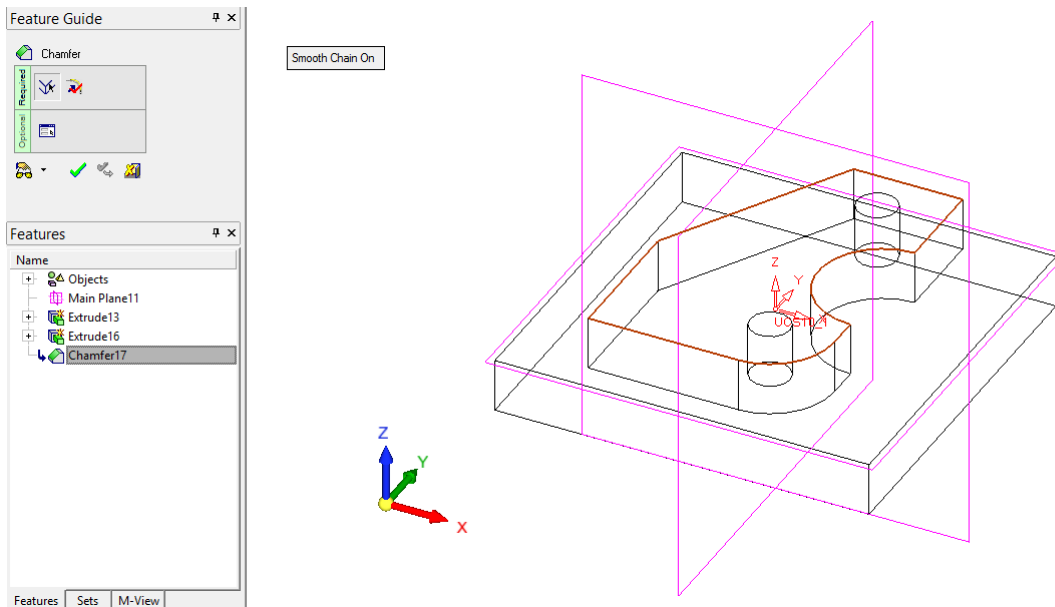 Feature Guide
Chamfer
Required
Optional
Smooth Chain On
Features
Name
Objects
Main Plane11
Extrude13
Extrude16
Chamfer17
Features Sets M-View
Z
Y
X
Z
Y